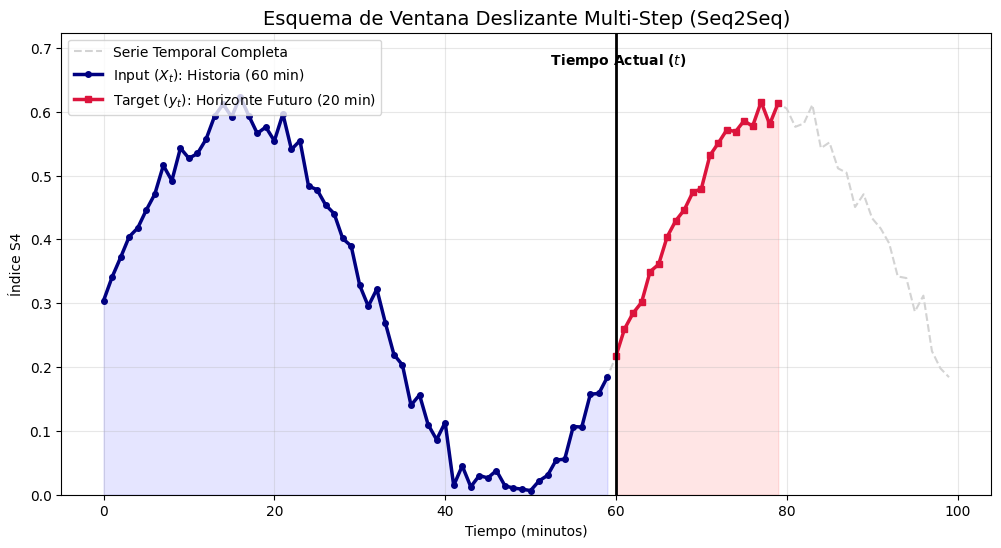 Esquema de Ventana Deslizante Multi-Step (Seq2Seq)
Serie Temporal Completa
Input (Xₜ): Historia (60 min)
Target (yₜ): Horizonte Futuro (20 min)
Tiempo Actual (t)
Índice S4
0.7
0.6
0.5
0.4
0.3
0.2
0.1
0.0
0 20 40 60 80 100
Tiempo (minutos)